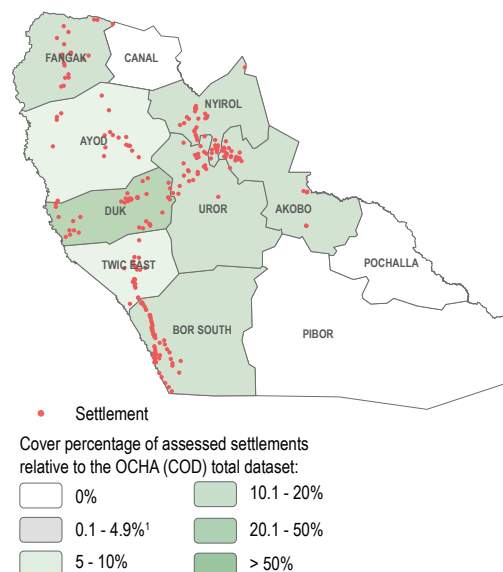 FANGAK
CANAL
NYIROL
AYOD
DUK
UROR
AKOBO
TWIC EAST
POCHALLA
BOR SOUTH
PIBOR
Settlement
Cover percentage of assessed settlements
relative to the OCHA (COD) total dataset:
0%
10.1 - 20%
0.1 - 4.9%¹
20.1 - 50%
5 - 10%
> 50%